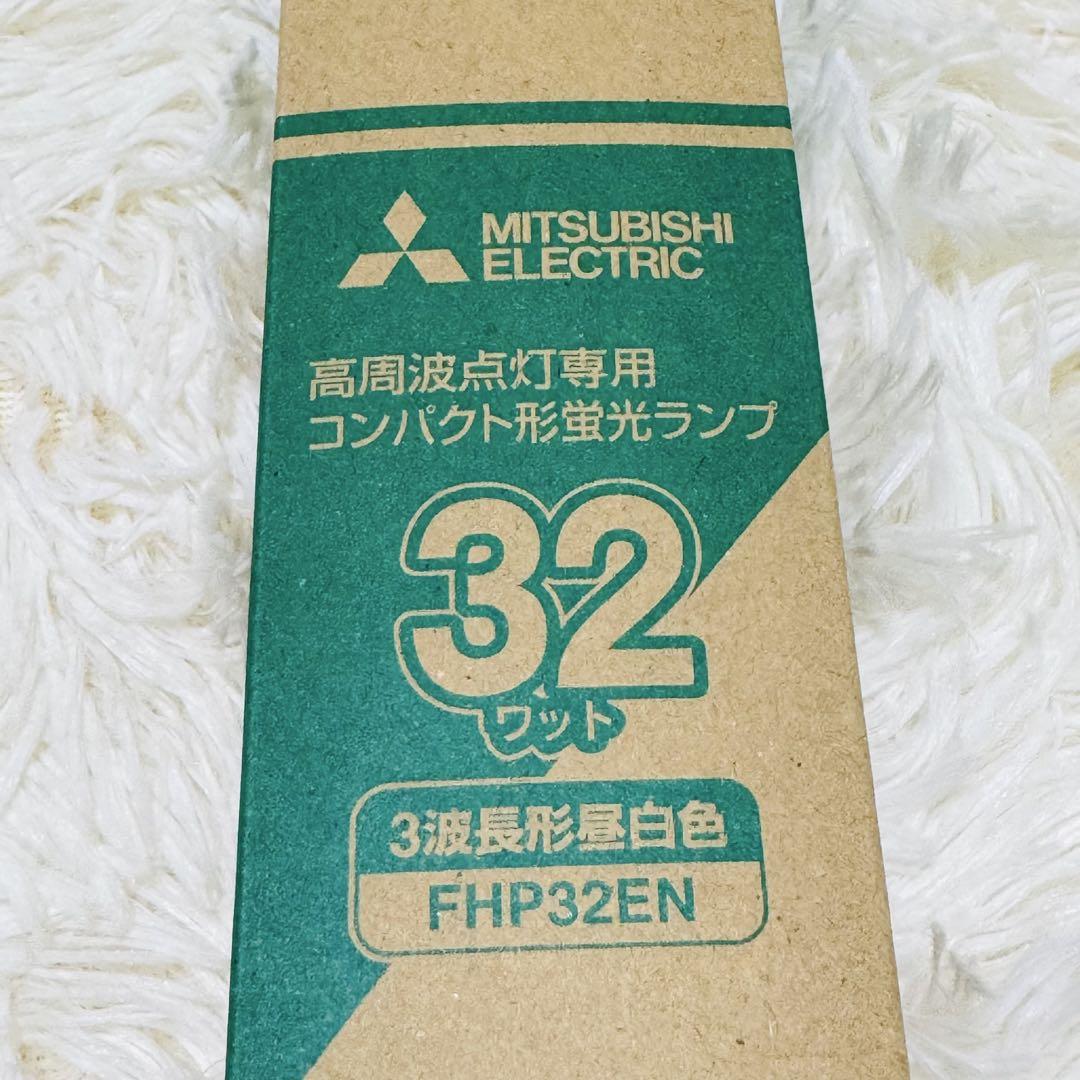 MITSUBISHI
ELECTRIC
高周波点灯専用
コンパクト形蛍光ランプ
32
ワット
3波長形昼白色
FHP32EN